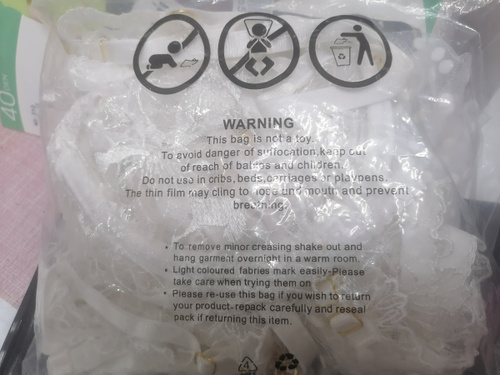 40
WARNING
This bag is not a toy.
To avoid danger of suffocation,keep out
of reach of babies and children.
Do not use in cribs,beds,carriages or playpens.
The thin film may cling to nose and mouth and prevent
breathing.
• To remove minor creasing shake out and
hang garment overnight in a warm room.
• Light coloured fabries mark easily-Please
take care when trying them on
• Please re-use this bag if you wish to return
your product-repack carefully and reseal
pack if returning this item.
4